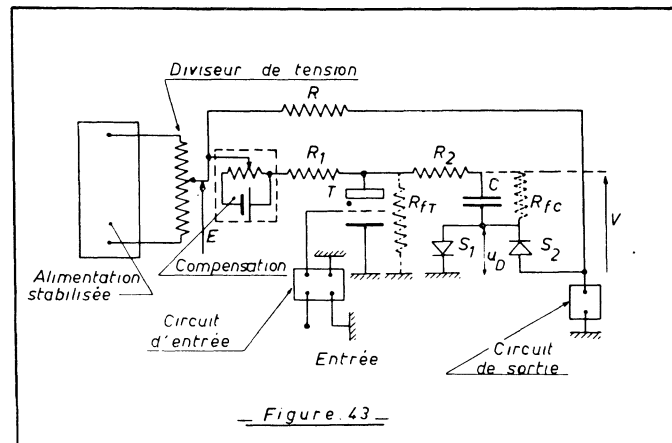 Diviseur de tension
R
R1
R2
T
RfT
C
RfC
V
E
S1
uD
S2
Alimentation
stabilisée
Compensation
Circuit
d'entrée
Entrée
Circuit
de sortie
_ Figure.43 _